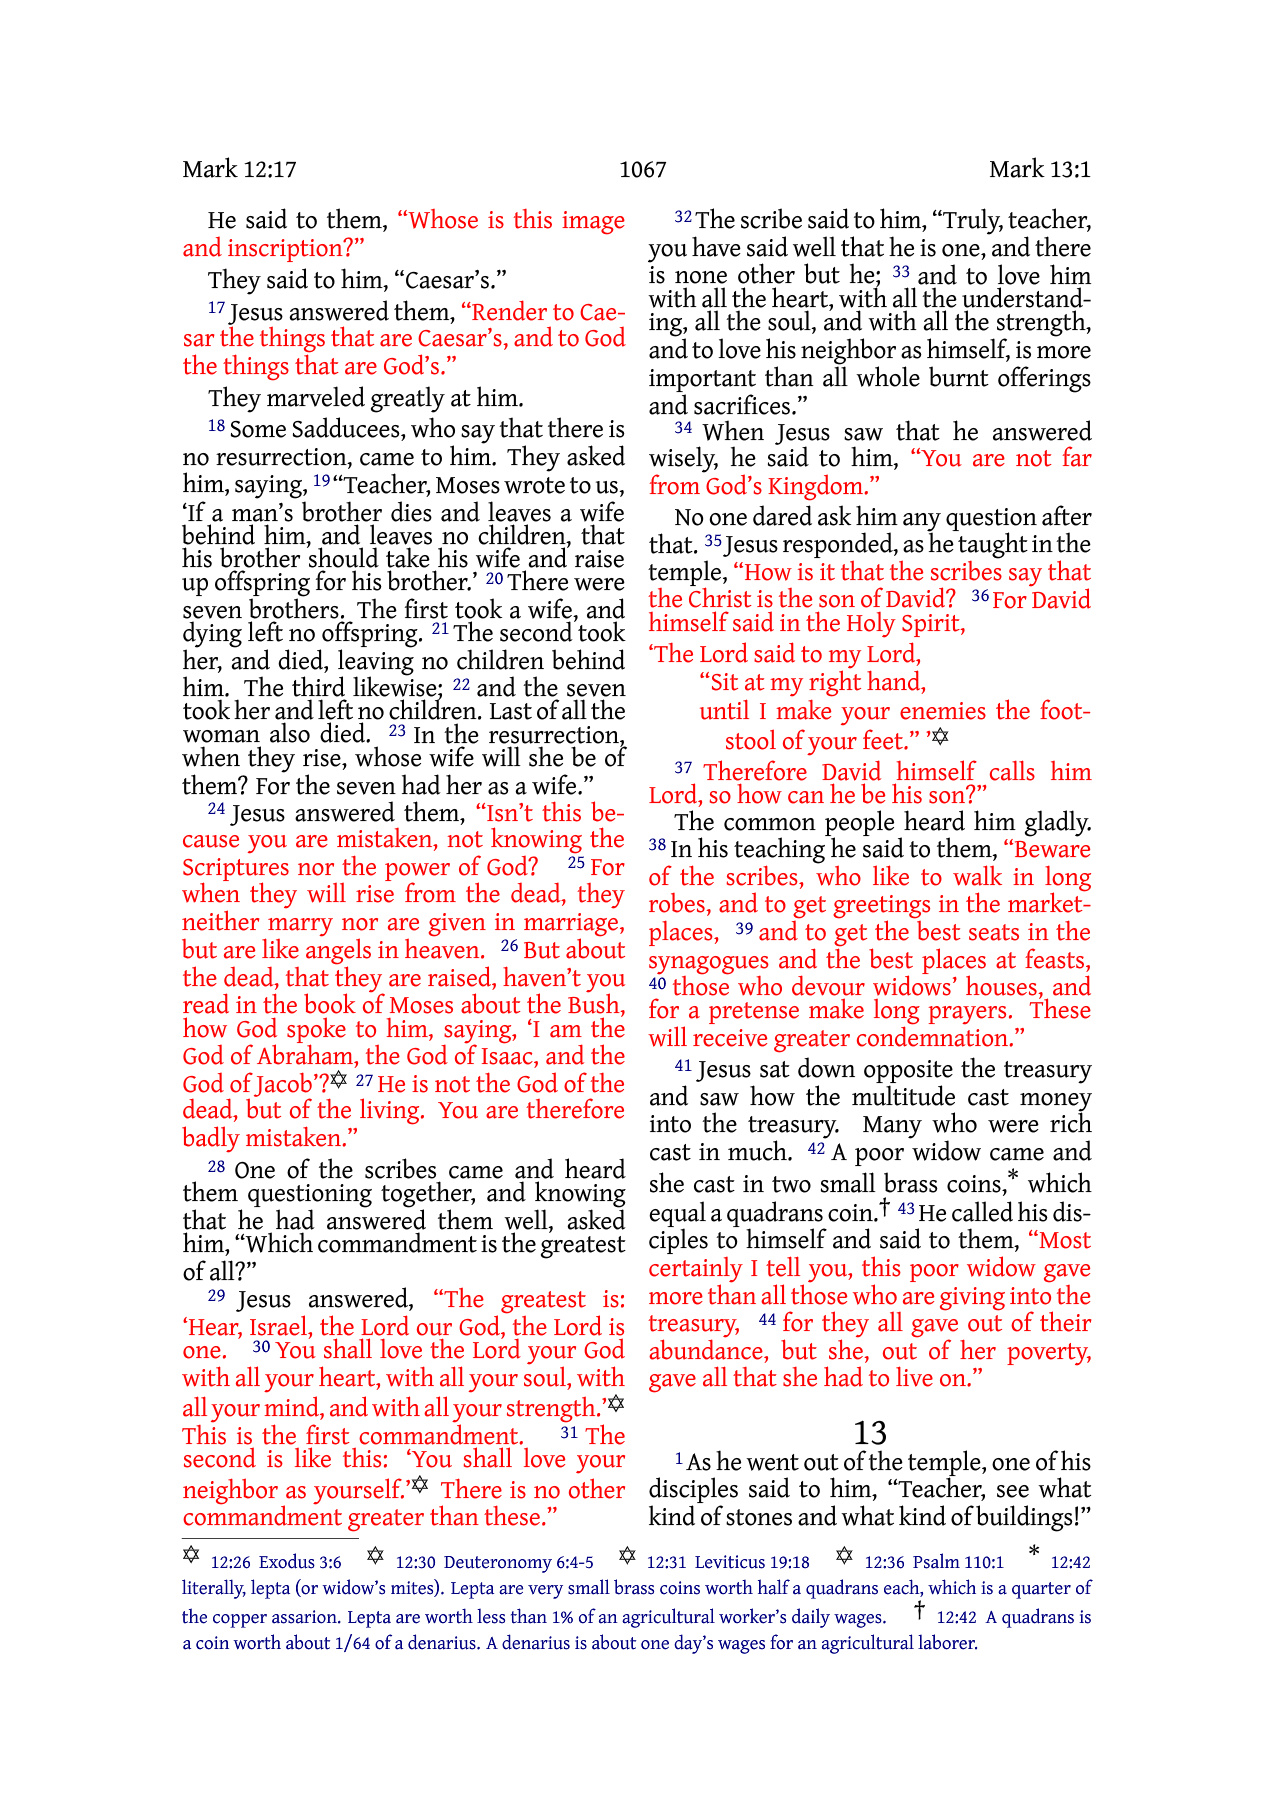 Mark 12:17 1067 Mark 13:1
He said to them, “Whose is this image
and inscription?”
They said to him, “Caesar’s.”
17 Jesus answered them, “Render to Cae-
sar the things that are Caesar’s, and to God
the things that are God’s.”
They marveled greatly at him.
18 Some Sadducees, who say that there is
no resurrection, came to him. They asked
him, saying, 19 “Teacher, Moses wrote to us,
‘If a man’s brother dies and leaves a wife
behind him, and leaves no children, that
his brother should take his wife and raise
up offspring for his brother.’ 20 There were
seven brothers. The first took a wife, and
dying left no offspring. 21 The second took
her, and died, leaving no children behind
him. The third likewise; 22 and the seven
took her and left no children. Last of all the
woman also died. 23 In the resurrection,
when they rise, whose wife will she be of
them? For the seven had her as a wife.”
24 Jesus answered them, “Isn’t this be-
cause you are mistaken, not knowing the
Scriptures nor the power of God? 25 For
when they will rise from the dead, they
neither marry nor are given in marriage,
but are like angels in heaven. 26 But about
the dead, that they are raised, haven’t you
read in the book of Moses about the Bush,
how God spoke to him, saying, ‘I am the
God of Abraham, the God of Isaac, and the
God of Jacob’?✡ 27 He is not the God of the
dead, but of the living. You are therefore
badly mistaken.”
28 One of the scribes came and heard
them questioning together, and knowing
that he had answered them well, asked
him, “Which commandment is the greatest
of all?”
29 Jesus answered, “The greatest is:
‘Hear, Israel, the Lord our God, the Lord is
one. 30 You shall love the Lord your God
with all your heart, with all your soul, with
all your mind, and with all your strength.’✡
This is the first commandment. 31 The
second is like this: ‘You shall love your
neighbor as yourself.’✡ There is no other
commandment greater than these.”
32 The scribe said to him, “Truly, teacher,
you have said well that he is one, and there
is none other but he; 33 and to love him
with all the heart, with all the understand-
ing, all the soul, and with all the strength,
and to love his neighbor as himself, is more
important than all whole burnt offerings
and sacrifices.”
34 When Jesus saw that he answered
wisely, he said to him, “You are not far
from God’s Kingdom.”
No one dared ask him any question after
that. 35 Jesus responded, as he taught in the
temple, “How is it that the scribes say that
the Christ is the son of David? 36 For David
himself said in the Holy Spirit,
‘The Lord said to my Lord,
“Sit at my right hand,
until I make your enemies the foot-
stool of your feet.” ’✡
37 Therefore David himself calls him
Lord, so how can he be his son?”
The common people heard him gladly.
38 In his teaching he said to them, “Beware
of the scribes, who like to walk in long
robes, and to get greetings in the market-
places, 39 and to get the best seats in the
synagogues and the best places at feasts,
40 those who devour widows’ houses, and
for a pretense make long prayers. These
will receive greater condemnation.”
41 Jesus sat down opposite the treasury
and saw how the multitude cast money
into the treasury. Many who were rich
cast in much. 42 A poor widow came and
she cast in two small brass coins,* which
equal a quadrans coin.† 43 He called his dis-
ciples to himself and said to them, “Most
certainly I tell you, this poor widow gave
more than all those who are giving into the
treasury, 44 for they all gave out of their
abundance, but she, out of her poverty,
gave all that she had to live on.”
13
1 As he went out of the temple, one of his
disciples said to him, “Teacher, see what
kind of stones and what kind of buildings!”
✡ 12:26 Exodus 3:6 ✡ 12:30 Deuteronomy 6:4-5 ✡ 12:31 Leviticus 19:18 ✡ 12:36 Psalm 110:1 * 12:42
literally, lepta (or widow’s mites). Lepta are very small brass coins worth half a quadrans each, which is a quarter of
the copper assarion. Lepta are worth less than 1% of an agricultural worker’s daily wages. † 12:42 A quadrans is
a coin worth about 1/64 of a denarius. A denarius is about one day’s wages for an agricultural laborer.